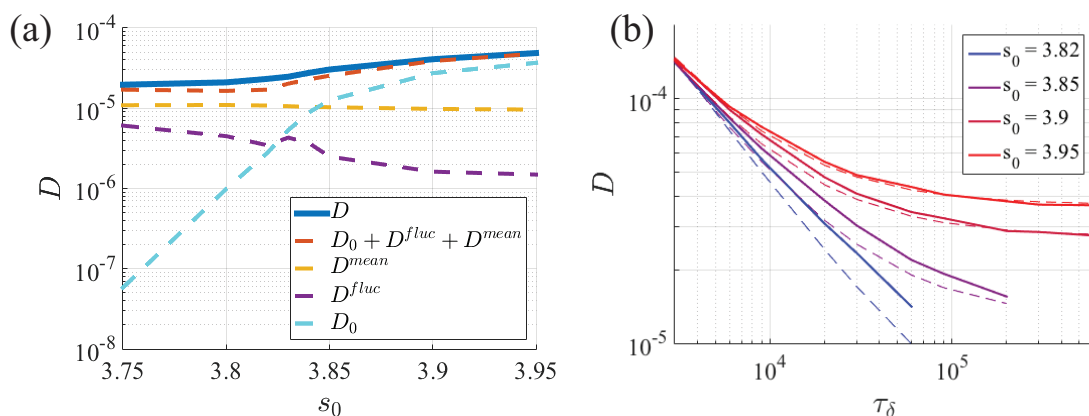 (a)
10^-4
10^-5
10^-6
10^-7
10^-8
D
D
D_0 + D^fluc + D^mean
D^mean
D^fluc
D_0
3.75
3.8
3.85
3.9
3.95
s_0
(b)
10^-4
10^-5
D
s_0 = 3.82
s_0 = 3.85
s_0 = 3.9
s_0 = 3.95
10^4
10^5
τ_δ